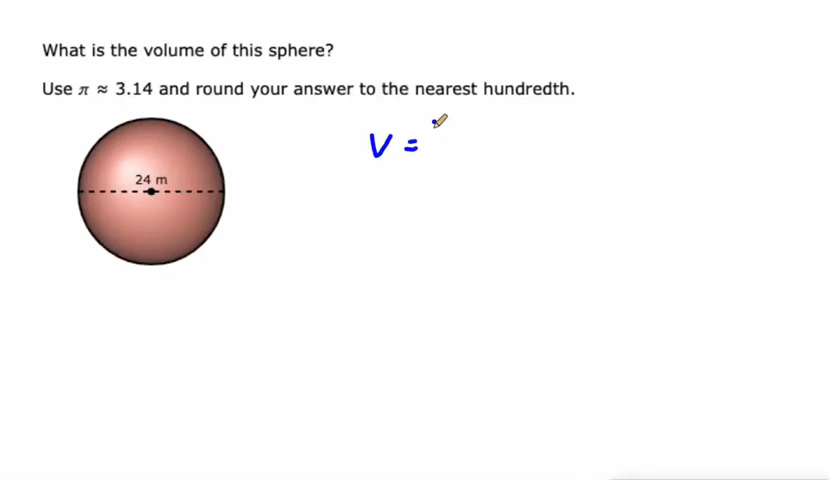 What is the volume of this sphere?
Use π ≈ 3.14 and round your answer to the nearest hundredth.
V =
24 m